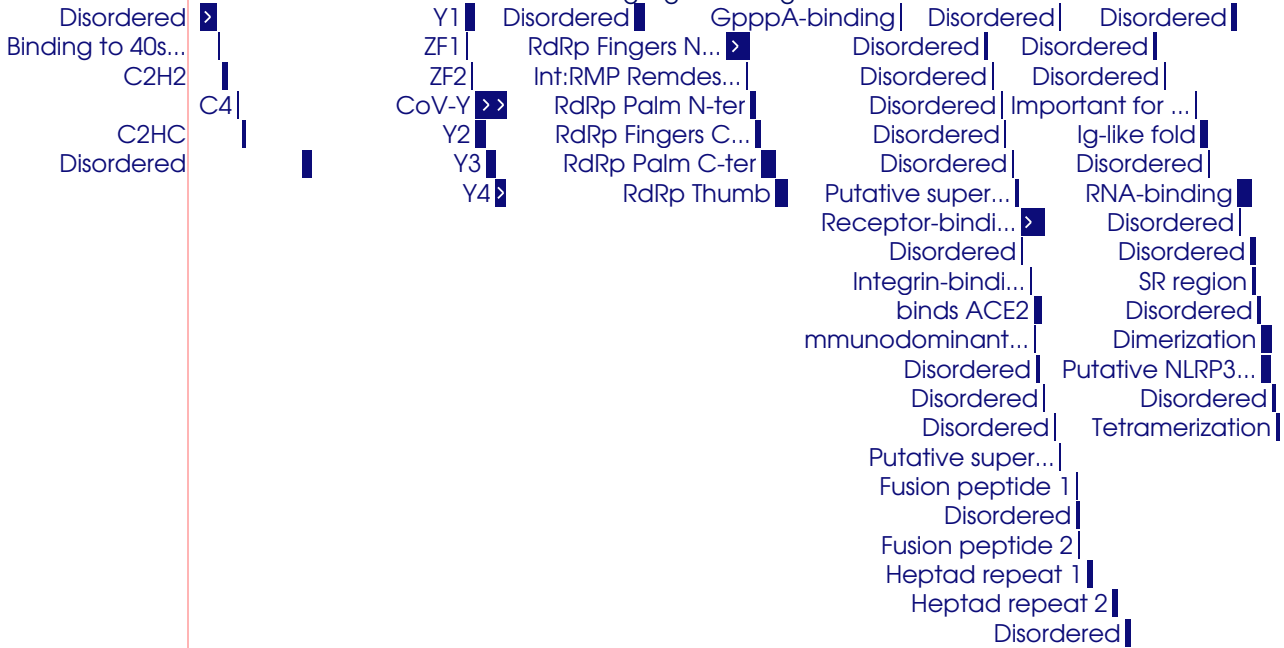 Disordered Y1 Disordered GpppA-binding Disordered Disordered
Binding to 40s... ZF1 RdRp Fingers N... Disordered Disordered
C2H2 ZF2 Int:RMP Remdes... Disordered Disordered
C4 CoV-Y RdRp Palm N-ter Disordered Important for ...
C2HC Y2 RdRp Fingers C... Disordered Ig-like fold
Disordered Y3 RdRp Palm C-ter Disordered Disordered
Y4 RdRp Thumb Putative super... RNA-binding
Receptor-bindi... Disordered
Disordered Disordered
Integrin-bindi... SR region
binds ACE2 Disordered
mmunodominant... Dimerization
Disordered Putative NLRP3...
Disordered Disordered
Disordered Tetramerization
Putative super...
Fusion peptide 1
Disordered
Fusion peptide 2
Heptad repeat 1
Heptad repeat 2
Disordered